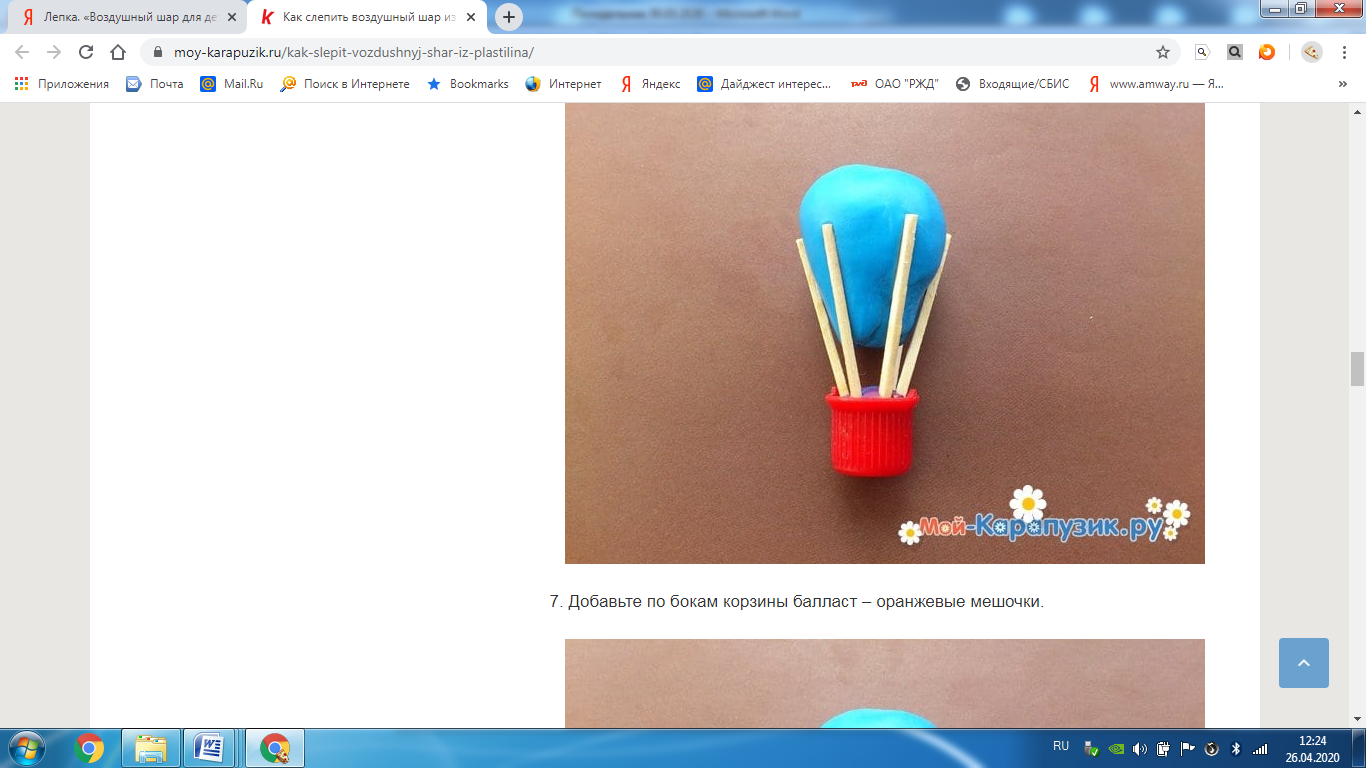 Лепка. «Воздушный шар для де
Как слепить воздушный шар из
moy-karapuzik.ru/kak-slepit-vozdushnyj-shar-iz-plastilina/
Приложения Почта Mail.Ru Поиск в Интернете Bookmarks Интернет Яндекс Дайджест интерес... ОАО "РЖД" Входящие/СБИС www.amway.ru — Я... »
Мой-Карапузик.ру
7. Добавьте по бокам корзины балласт – оранжевые мешочки.
RU
12:24
26.04.2020